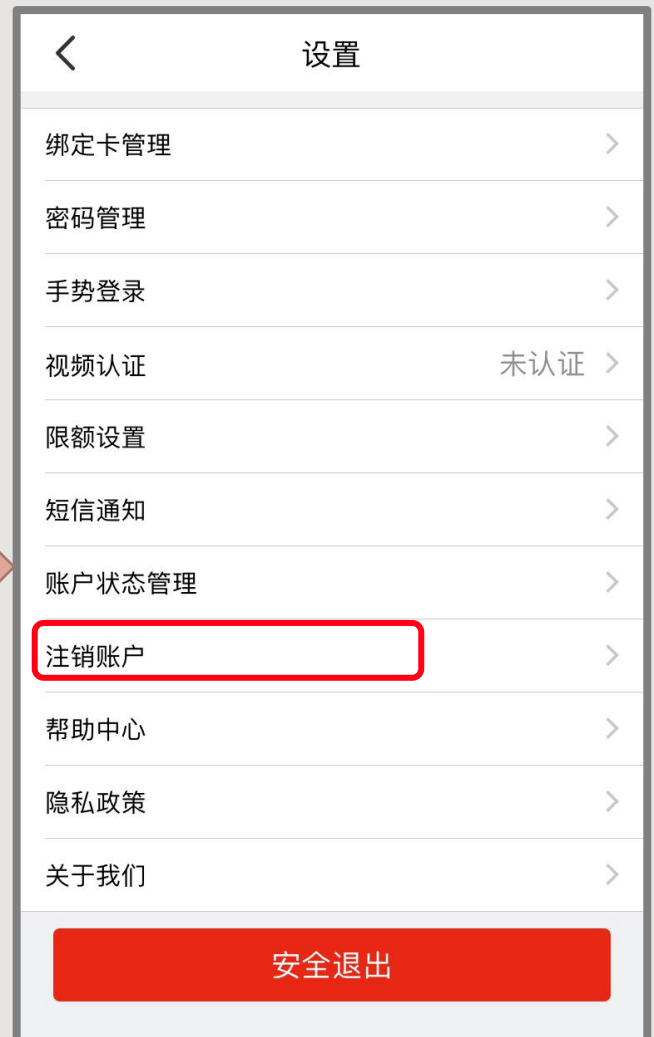 设置
绑定卡管理
密码管理
手势登录
视频认证 未认证
限额设置
短信通知
账户状态管理
注销账户
帮助中心
隐私政策
关于我们
安全退出